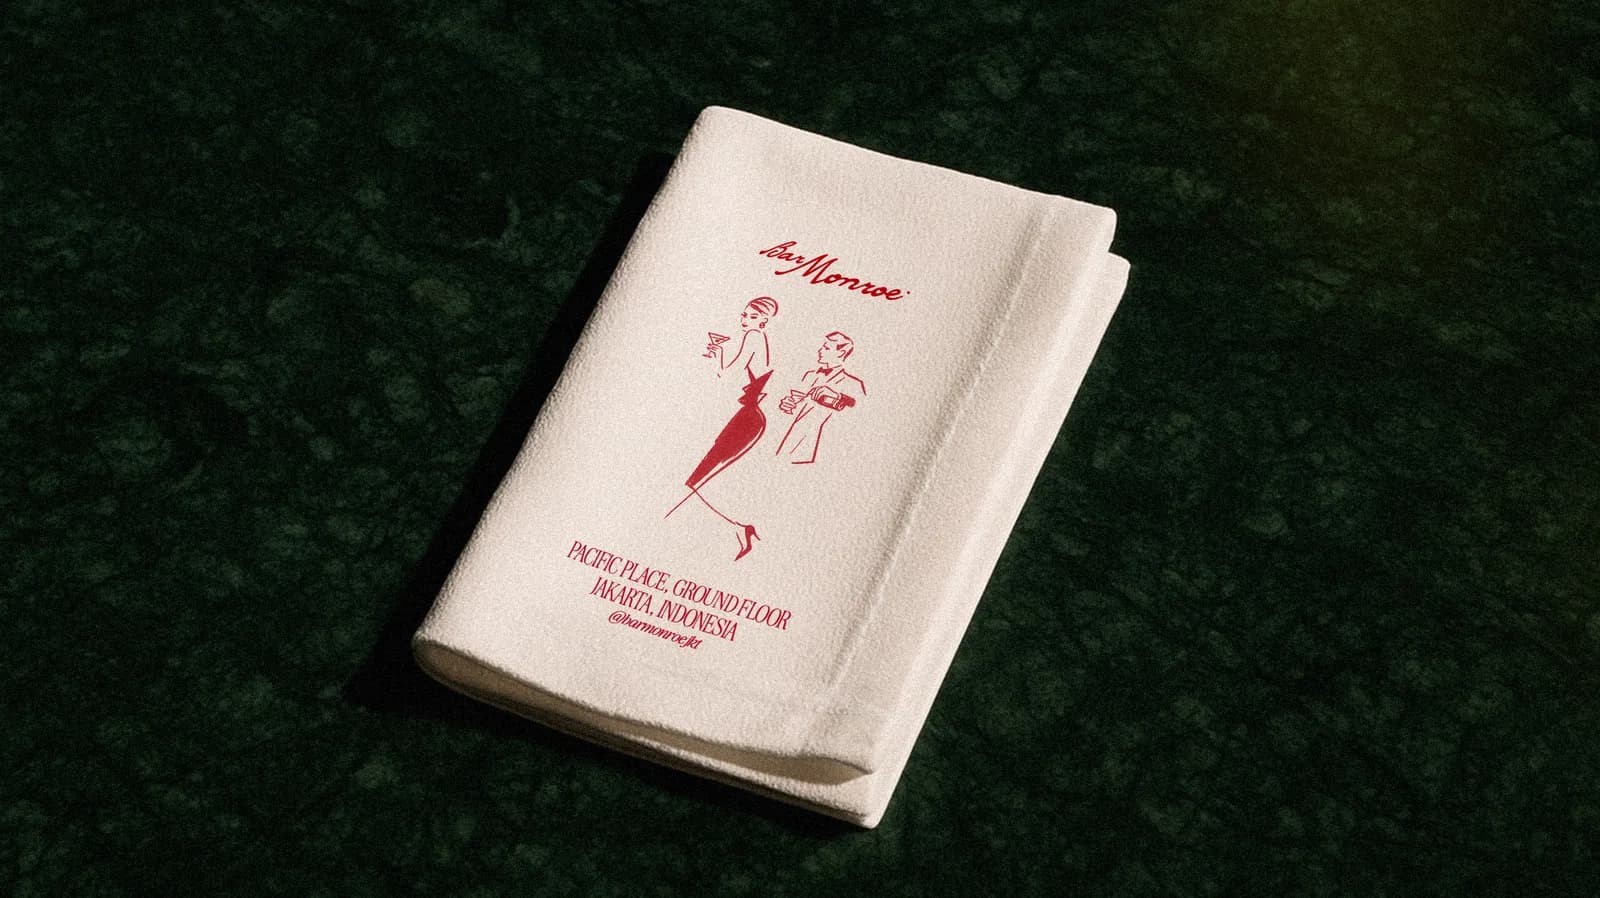 Bar Monroe
PACIFIC PLACE, GROUND FLOOR
JAKARTA, INDONESIA
@barmonroejkt